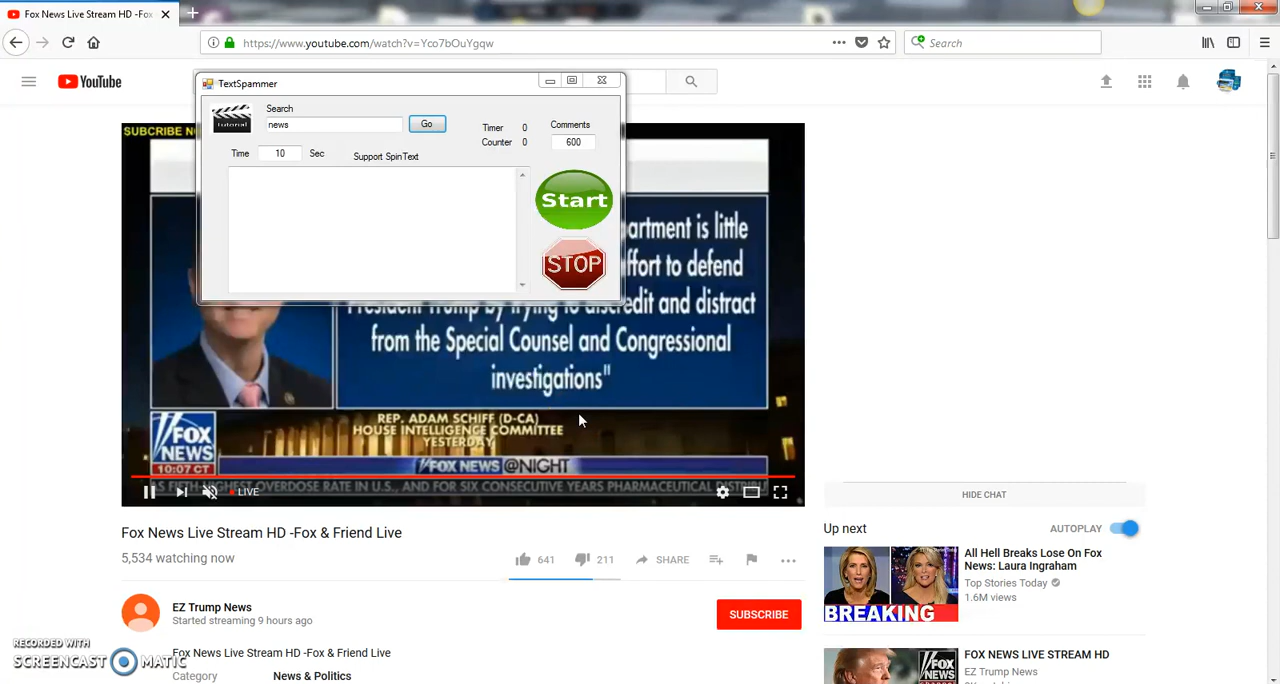 Fox News Live Stream HD -Fox
https://www.youtube.com/watch?v=Yco7bOuYgqw
Search
YouTube
TextSpammer
tutorial
Search
news
Go
Timer 0
Counter 0
Comments
600
Time 10 Sec
Support SpinText
Start
STOP
SUBSCRIBE
artment is little
ffort to defend
President Trump by trying to discredit and distract
from the Special Counsel and Congressional
investigations"
REP. ADAM SCHIFF (D-CA)
HOUSE INTELLIGENCE COMMITTEE
YESTERDAY
FOX
NEWS
10:07 CT
FOX NEWS @NIGHT
AS FIFTH HIGHEST OVERDOSE RATE IN U.S., AND FOR SIX CONSECUTIVE YEARS PHARMACEUTICAL DISTRIB
LIVE
HIDE CHAT
Fox News Live Stream HD -Fox & Friend Live
5,534 watching now
641
211
SHARE
EZ Trump News
Started streaming 9 hours ago
SUBSCRIBE
Fox News Live Stream HD -Fox & Friend Live
Category News & Politics
Up next
AUTOPLAY
BREAKING
All Hell Breaks Lose On Fox
News: Laura Ingraham
Top Stories Today
1.6M views
FOX
NEWS
FOX NEWS LIVE STREAM HD
EZ Trump News
RECORDED WITH
SCREENCAST MATIC